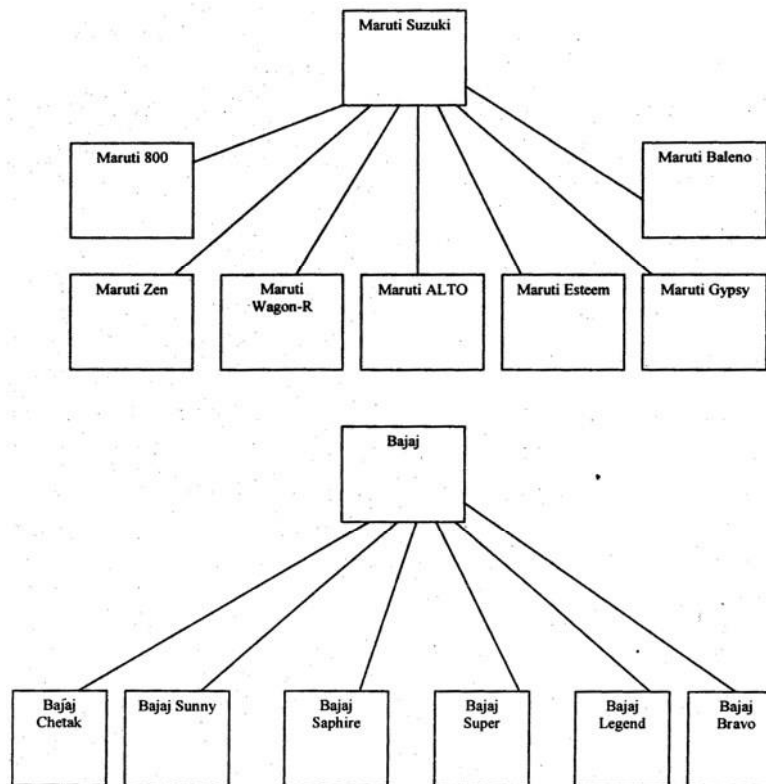 Maruti Suzuki
Maruti 800
Maruti Baleno
Maruti Zen
Maruti
Wagon-R
Maruti ALTO
Maruti Esteem
Maruti Gypsy
Bajaj
Bajaj
Chetak
Bajaj Sunny
Bajaj
Saphire
Bajaj
Super
Bajaj
Legend
Bajaj
Bravo